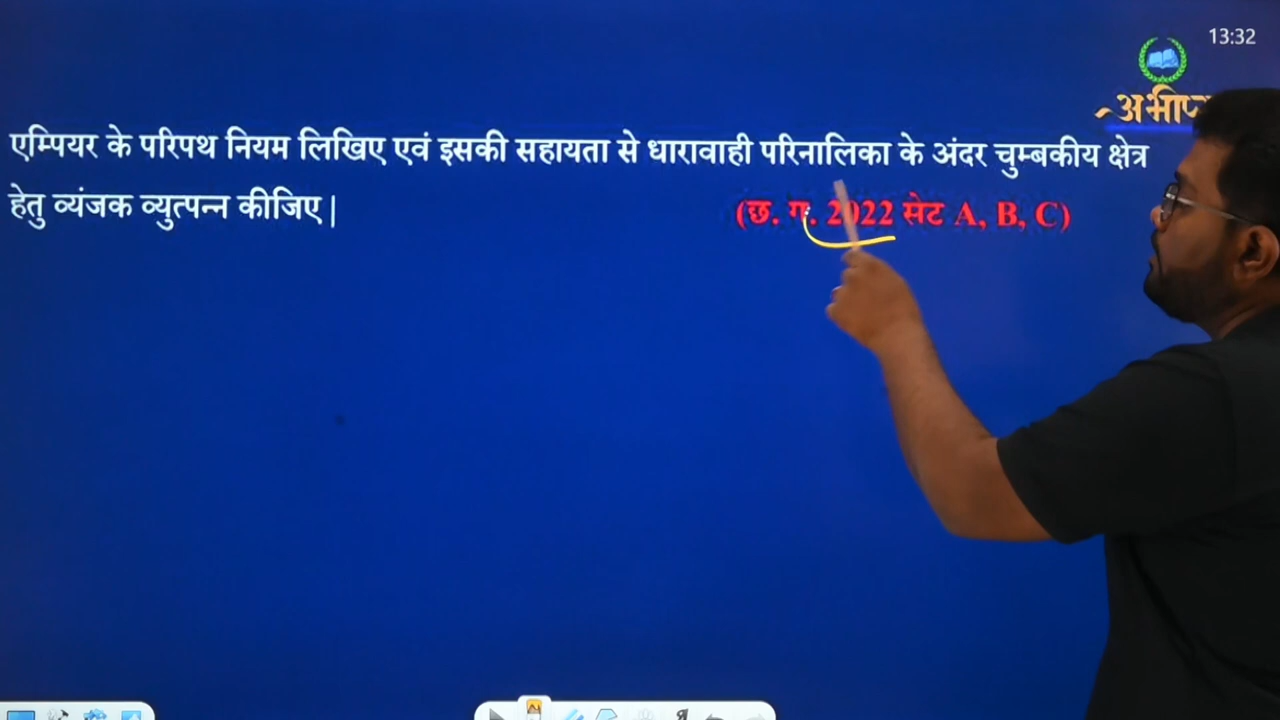 13:32
एम्पियर के परिपथ नियम लिखिए एवं इसकी सहायता से धारावाही परिनालिका के अंदर चुम्बकीय क्षेत्र
हेतु व्यंजक व्युत्पन्न कीजिए |
(छ. ग. 2022 सेट A, B, C)